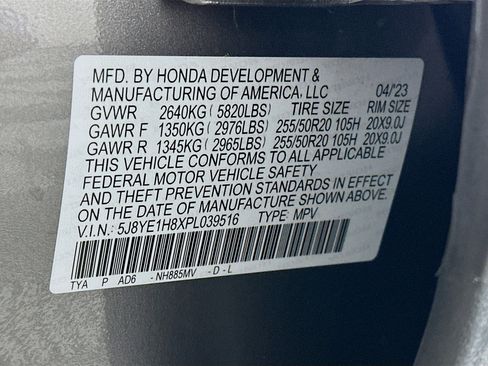 MFD. BY HONDA DEVELOPMENT &
MANUFACTURING OF AMERICA, LLC 04/'23
GVWR 2640KG (5820LBS) TIRE SIZE RIM SIZE
GAWR F 1350KG (2976LBS) 255/50R20 105H 20X9.0J
GAWR R 1345KG (2965LBS) 255/50R20 105H 20X9.0J
THIS VEHICLE CONFORMS TO ALL APPLICABLE
FEDERAL MOTOR VEHICLE SAFETY
AND THEFT PREVENTION STANDARDS IN EFFECT
ON THE DATE OF MANUFACTURE SHOWN ABOVE.
V.I.N.: 5J8YE1H8XPL039516 TYPE: MPV
TYA P AD6 -NH885MV -D-L